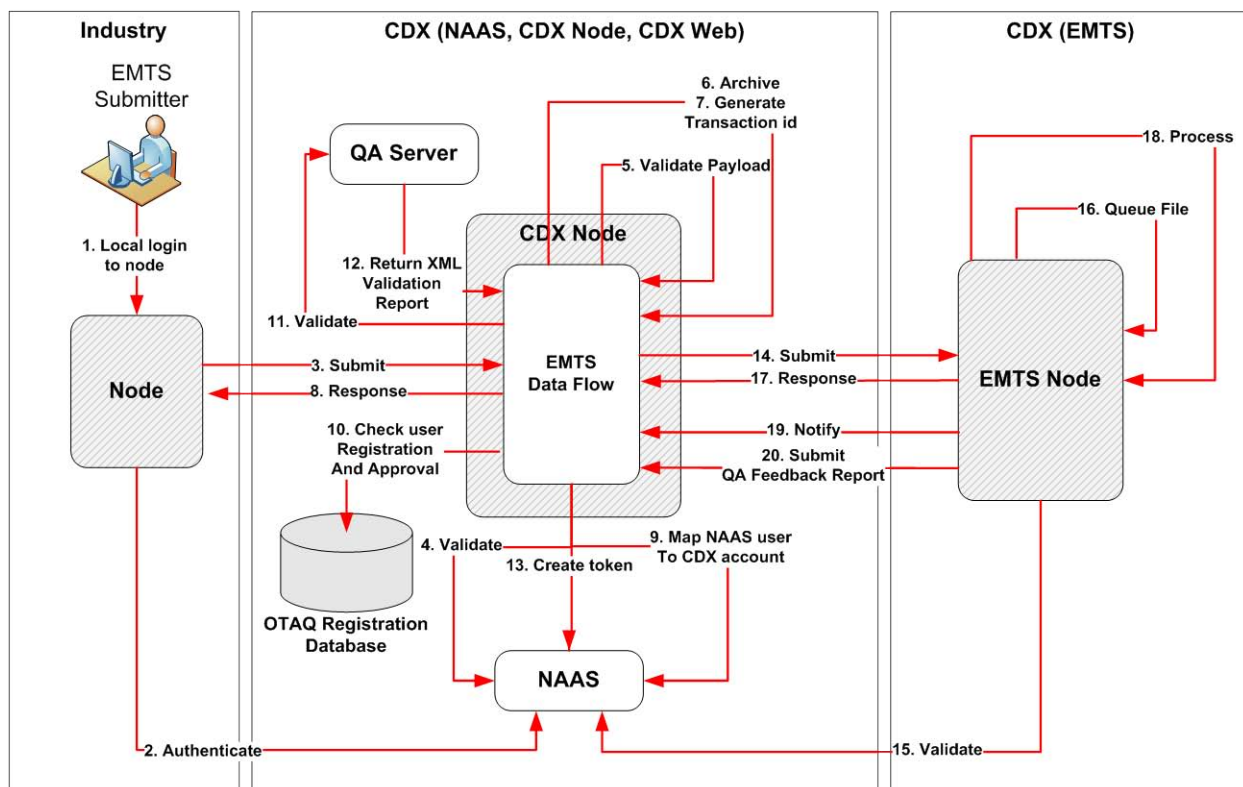 Industry
CDX (NAAS, CDX Node, CDX Web)
CDX (EMTS)
EMTS
Submitter
1. Local login
to node
Node
2. Authenticate
QA Server
6. Archive
7. Generate
Transaction id
5. Validate Payload
CDX Node
12. Return XML
Validation
Report
11. Validate
3. Submit
8. Response
EMTS
Data Flow
10. Check user
Registration
And Approval
OTAQ Registration
Database
4. Validate
13. Create token
9. Map NAAS user
To CDX account
NAAS
14. Submit
17. Response
19. Notify
20. Submit
QA Feedback Report
18. Process
16. Queue File
EMTS Node
15. Validate